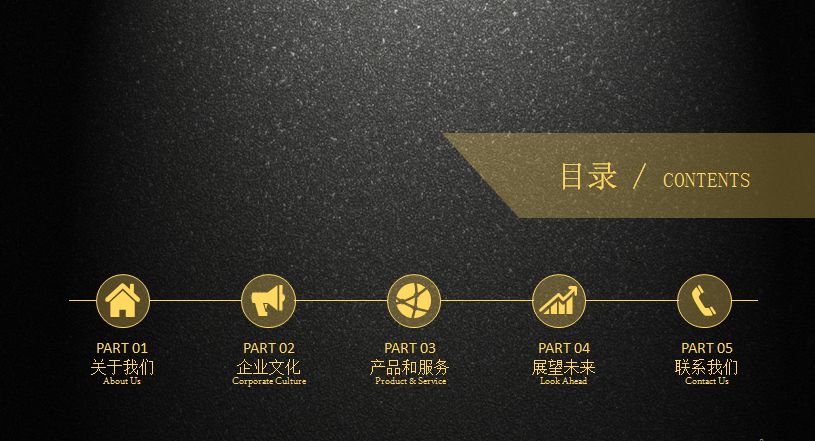 目录 / CONTENTS
PART 01
关于我们
About Us
PART 02
企业文化
Corporate Culture
PART 03
产品和服务
Product & Service
PART 04
展望未来
Look Ahead
PART 05
联系我们
Contact Us